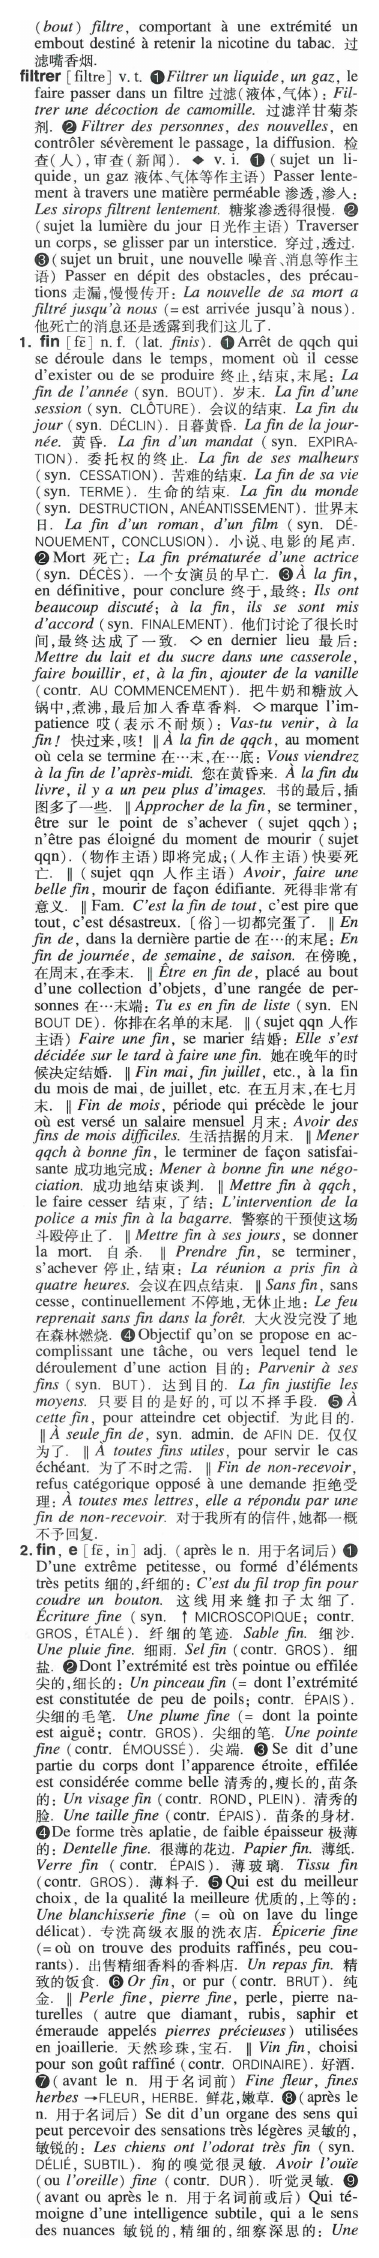 (bout) filtre, comportant à une extrémité un
embout destiné à retenir la nicotine du tabac. 过
滤嘴香烟.
filtrer [filtre] v. t. ❶Filtrer un liquide, un gaz, le
faire passer dans un filtre 过滤(液体,气体): Fil-
trer une décoction de camomille. 过滤洋甘菊茶
剂. ❷ Filtrer des personnes, des nouvelles, en
contrôler sévèrement le passage, la diffusion. 检
查(人),审查(新闻). ◆ v. i. ❶ (sujet un li-
quide, un gaz 液体、气体等作主语) Passer lente-
ment à travers une matière perméable 渗透,渗入:
Les sirops filtrent lentement. 糖浆渗透得很慢. ❷
(sujet la lumière du jour 日光作主语) Traverser
un corps, se glisser par un interstice. 穿过,透过.
❸(sujet un bruit, une nouvelle 噪音、消息等作主
语) Passer en dépit des obstacles, des précau-
tions 走漏,慢慢传开: La nouvelle de sa mort a
filtré jusqu'à nous (=est arrivée jusqu'à nous).
他死亡的消息还是透露到我们这儿了.
1. fin [fɛ̃] n. f. (lat. finis). ❶Arrêt de qqch qui
se déroule dans le temps, moment où il cesse
d'exister ou de se produire 终止,结束,末尾: La
fin de l'année (syn. BOUT). 岁末. La fin d'une
session (syn. CLÔTURE). 会议的结束. La fin du
jour (syn. DÉCLIN). 日暮黄昏. La fin de la jour-
née. 黄昏. La fin d'un mandat (syn. EXPIRA-
TION). 委托权的终止. La fin de ses malheurs
(syn. CESSATION). 苦难的结束. La fin de sa vie
(syn. TERME). 生命的结束. La fin du monde
(syn. DESTRUCTION, ANÉANTISSEMENT). 世界末
日. La fin d'un roman, d'un film (syn. DÉ-
NOUEMENT, CONCLUSION). 小说、电影的尾声.
❷ Mort 死亡: La fin prématurée d'une actrice
(syn. DÉCÈS). 一个女演员的早亡. ❸À la fin,
en définitive, pour conclure 终于,最终: Ils ont
beaucoup discuté; à la fin, ils se sont mis
d'accord (syn. FINALEMENT). 他们讨论了很长时
间,最终达成了一致. ◇ en dernier lieu 最后:
Mettre du lait et du sucre dans une casserole,
faire bouillir, et, à la fin, ajouter de la vanille
(contr. AU COMMENCEMENT). 把牛奶和糖放入
锅中,煮沸,最后加入香草香料. ◇ marque l'im-
patience 哎(表示不耐烦): Vas-tu venir, à la
fin! 快过来,咳! ‖ À la fin de qqch, au moment
où cela se termine 在…末,在…底: Vous viendrez
à la fin de l'après-midi. 您在黄昏来. À la fin du
livre, il y a un peu plus d'images. 书的最后,插
图多了一些. ‖ Approcher de la fin, se terminer,
être sur le point de s'achever (sujet qqch);
n'être pas éloigné du moment de mourir (sujet
qqn). (物作主语)即将完成;(人作主语)快要死
亡. ‖ (sujet qqn 人作主语) Avoir, faire une
belle fin, mourir de façon édifiante. 死得非常有
意义. ‖ Fam. C'est la fin de tout, c'est pire que
tout, c'est désastreux. 〔俗〕一切都完蛋了. ‖ En
fin de, dans la dernière partie de 在…的末尾: En
fin de journée, de semaine, de saison. 在傍晚,
在周末,在季末. ‖ Être en fin de, placé au bout
d'une collection d'objets, d'une rangée de per-
sonnes 在…末端: Tu es en fin de liste (syn. EN
BOUT DE). 你排在名单的末尾. ‖ (sujet qqn 人作
主语) Faire une fin, se marier 结婚: Elle s'est
décidée sur le tard à faire une fin. 她在晚年的时
候决定结婚. ‖ Fin mai, fin juillet, etc., à la fin
du mois de mai, de juillet, etc. 在五月末,在七月
末. ‖ Fin de mois, période qui précède le jour
où est versé un salaire mensuel 月末: Avoir des
fins de mois difficiles. 生活拮据的月末. ‖ Mener
qqch à bonne fin, le terminer de façon satisfai-
sante 成功地完成: Mener à bonne fin une négo-
ciation. 成功地结束谈判. ‖ Mettre fin à qqch,
le faire cesser 结束,了结: L'intervention de la
police a mis fin à la bagarre. 警察的干预使这场
斗殴停止了. ‖ Mettre fin à ses jours, se donner
la mort. 自杀. ‖ Prendre fin, se terminer,
s'achever 停止,结束: La réunion a pris fin à
quatre heures. 会议在四点结束. ‖ Sans fin, sans
cesse, continuellement 不停地,无休止地: Le feu
reprenait sans fin dans la forêt. 大火没完没了地
在森林燃烧. ❹ Objectif qu'on se propose en ac-
complissant une tâche, ou vers lequel tend le
déroulement d'une action 目的: Parvenir à ses
fins (syn. BUT). 达到目的. La fin justifie les
moyens. 只要目的是好的,可以不择手段. ❺ À
cette fin, pour atteindre cet objectif. 为此目的.
‖ À seule fin de, syn. admin. de AFIN DE. 仅仅
为了. ‖ À toutes fins utiles, pour servir le cas
échéant. 为了不时之需. ‖ Fin de non-recevoir,
refus catégorique opposé à une demande 拒绝受
理: À toutes mes lettres, elle a répondu par une
fin de non-recevoir. 对于我所有的信件,她都一概
不予回复.
2. fin, e [fɛ̃, in] adj. (après le n. 用于名词后) ❶
D'une extrême petitesse, ou formé d'éléments
très petits 细的,纤细的: C'est du fil trop fin pour
coudre un bouton. 这线用来缝扣子太细了.
Écriture fine (syn. ↑ MICROSCOPIQUE; contr.
GROS, ÉTALÉ). 纤细的笔迹. Sable fin. 细沙.
Une pluie fine. 细雨. Sel fin (contr. GROS). 细
盐. ❷Dont l'extrémité est très pointue ou effilée
尖的,细长的: Un pinceau fin (= dont l'extrémité
est constituée de peu de poils; contr. ÉPAIS).
尖细的毛笔. Une plume fine (= dont la pointe
est aiguë; contr. GROS). 尖细的笔. Une pointe
fine (contr. ÉMOUSSÉ). 尖端. ❸ Se dit d'une
partie du corps dont l'apparence étroite, effilée
est considérée comme belle 清秀的,瘦长的,苗条
的: Un visage fin (contr. ROND, PLEIN). 清秀的
脸. Une taille fine (contr. ÉPAIS). 苗条的身材.
❹De forme très aplatie, de faible épaisseur 极薄
的: Dentelle fine. 很薄的花边. Papier fin. 薄纸.
Verre fin (contr. ÉPAIS). 薄玻璃. Tissu fin
(contr. GROS). 薄料子. ❺ Qui est du meilleur
choix, de la qualité la meilleure 优质的,上等的:
Une blanchisserie fine (= où on lave du linge
délicat). 专洗高级衣服的洗衣店. Épicerie fine
(=où on trouve des produits raffinés, peu cou-
rants). 出售精细香料的香料店. Un repas fin. 精
致的饭食. ❻ Or fin, or pur (contr. BRUT). 纯
金. ‖ Perle fine, pierre fine, perle, pierre na-
turelles (autre que diamant, rubis, saphir et
émeraude appelés pierres précieuses) utilisées
en joaillerie. 天然珍珠,宝石. ‖ Vin fin, choisi
pour son goût raffiné (contr. ORDINAIRE). 好酒.
❼(avant le n. 用于名词前) Fine fleur, fines
herbes →FLEUR, HERBE. 鲜花,嫩草. ❽(après le
n. 用于名词后) Se dit d'un organe des sens qui
peut percevoir des sensations très légères 灵敏的,
敏锐的: Les chiens ont l'odorat très fin (syn.
DÉLIÉ, SUBTIL). 狗的嗅觉很灵敏. Avoir l'ouïe
(ou l'oreille) fine (contr. DUR). 听觉灵敏. ❾
(avant ou après le n. 用于名词前或后) Qui té-
moigne d'une intelligence subtile, qui a le sens
des nuances 敏锐的,精细的,细察深思的: Une